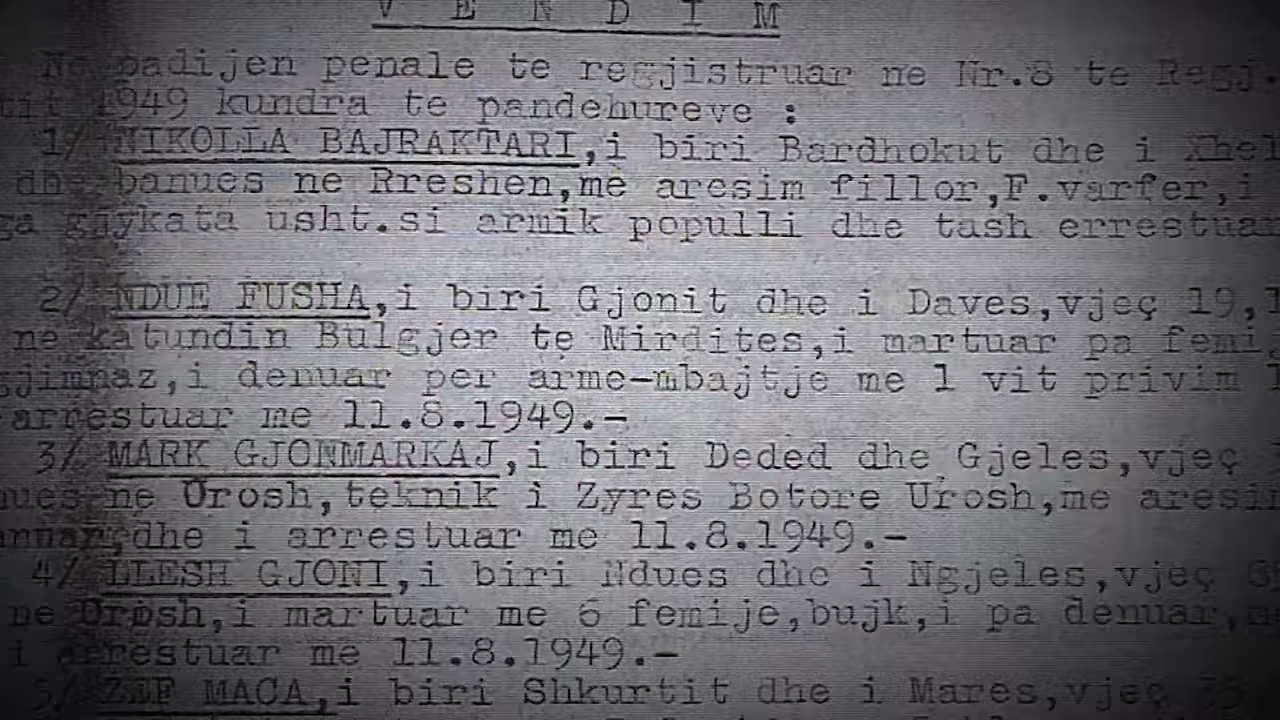 V E N D I M
Ne padijen penale te regjistruar ne Nr.8 te Regj.
1949 kundra te pandehureve :
1/ NIKOLLA BAJRAKTARI,i biri Bardhokut dhe i Xhel
dhe banues ne Rreshen,me aresim fillor,F.varfer,i
ga gjykata usht.si armik populli dhe tash errestuar
2/ NDUE FUSHA,i biri Gjonit dhe i Daves,vjeç 19,
ne katundin Bulgjer te Mirdites,i martuar pa femi
gjimnaz,i denuar per arme-mbajtje me 1 vit privim
arrestuar me 11.8.1949.-
3/ MARK GJONMARKAJ,i biri Deded dhe Gjeles,vjeç
ues ne Urosh,teknik i Zyres Botore Urosh,me aresim
dhe i arrestuar me 11.8.1949.-
4/ LLESH GJONI,i biri Ndues dhe i Ngjeles,vjeç
ne Urosh,i martuar me 6 femije,bujk,i pa denuar,
i arrestuar me 11.8.1949.-
5/ ZEF MACA,i biri Shkurtit dhe i Mares,vjeç 35